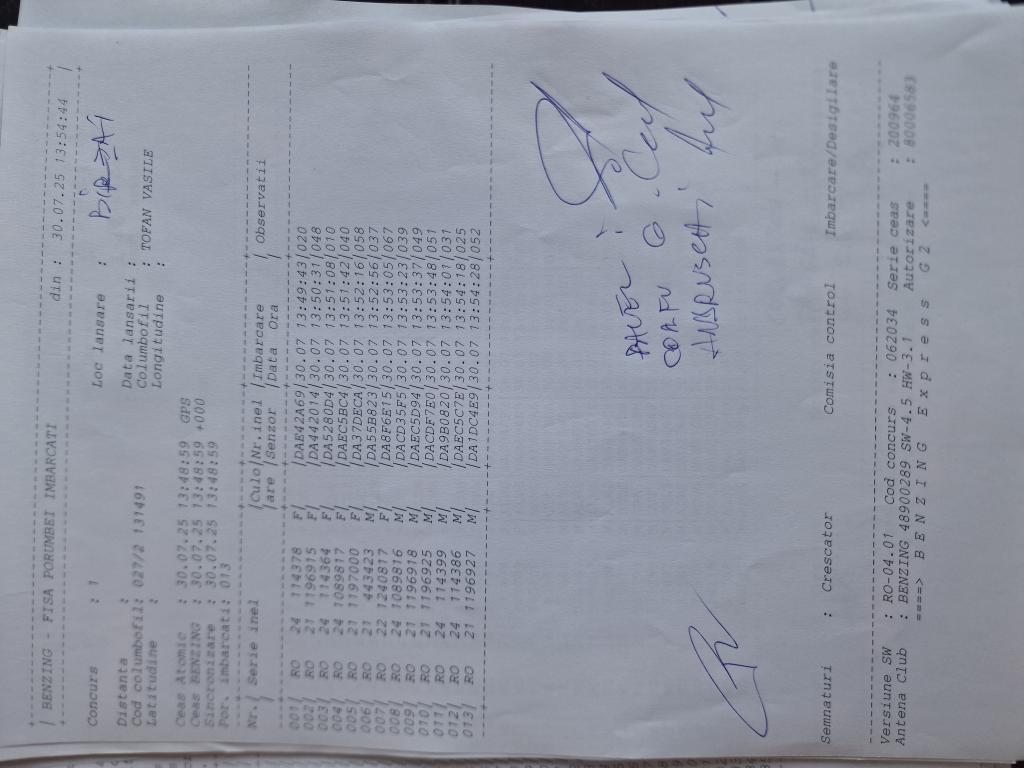 | BENZING - FISA PORUMBEI IMBARCATI din : 30.07.25 13:54:44 |
Concurs : 1 Loc lansare :
Distanta : Data lansarii :
Cod columbofil: 027/2 131491 Columbofil : TOFAN VASILE
Latitudine : Longitudine :
Ceas Atomic : 30.07.25 13:48:59 GPS
Ceas BENZING : 30.07.25 13:48:59 +000
Sincronizare : 30.07.25 13:48:59
Por. imbarcati: 013
Nr.| Serie inel |Culo|Nr.inel |Imbarcare | Observatii
|are |Senzor |Data Ora |
001| RO 24 114378 F| |DAE42A69|30.07 13:49:43|020
002| RO 21 1196915 F| |DA442014|30.07 13:50:31|048
003| RO 24 114364 F| |DA5280D4|30.07 13:51:08|010
004| RO 24 1089817 F| |DAEC5BC4|30.07 13:51:42|040
005| RO 21 1197000 F| |DA37DECA|30.07 13:52:16|058
006| RO 21 443423 M| |DA55B823|30.07 13:52:56|037
007| RO 22 1240817 F| |DA8F6E15|30.07 13:53:05|067
008| RO 24 1089816 M| |DACD35F5|30.07 13:53:23|039
009| RO 21 1196918 M| |DAEC5D94|30.07 13:53:37|049
010| RO 21 1196925 M| |DACDF7E0|30.07 13:53:48|051
011| RO 24 114399 M| |DA9B0820|30.07 13:54:01|031
012| RO 24 114386 M| |DAEC5C7E|30.07 13:54:18|025
013| RO 21 1196927 M| |DA1DC4E9|30.07 13:54:28|052
PAVEL :
CORFU G.
Semnaturi : Crescator Comisia control Imbarcare/Desigilare
Versiune SW : RO-04.01 Cod concurs : 062034 Serie ceas : 200964
Antena Club : BENZING 48900289 SW-4.5 HW-3.1 Autorizare : 80006583
====> B E N Z I N G E x p r e s s G 2 <====